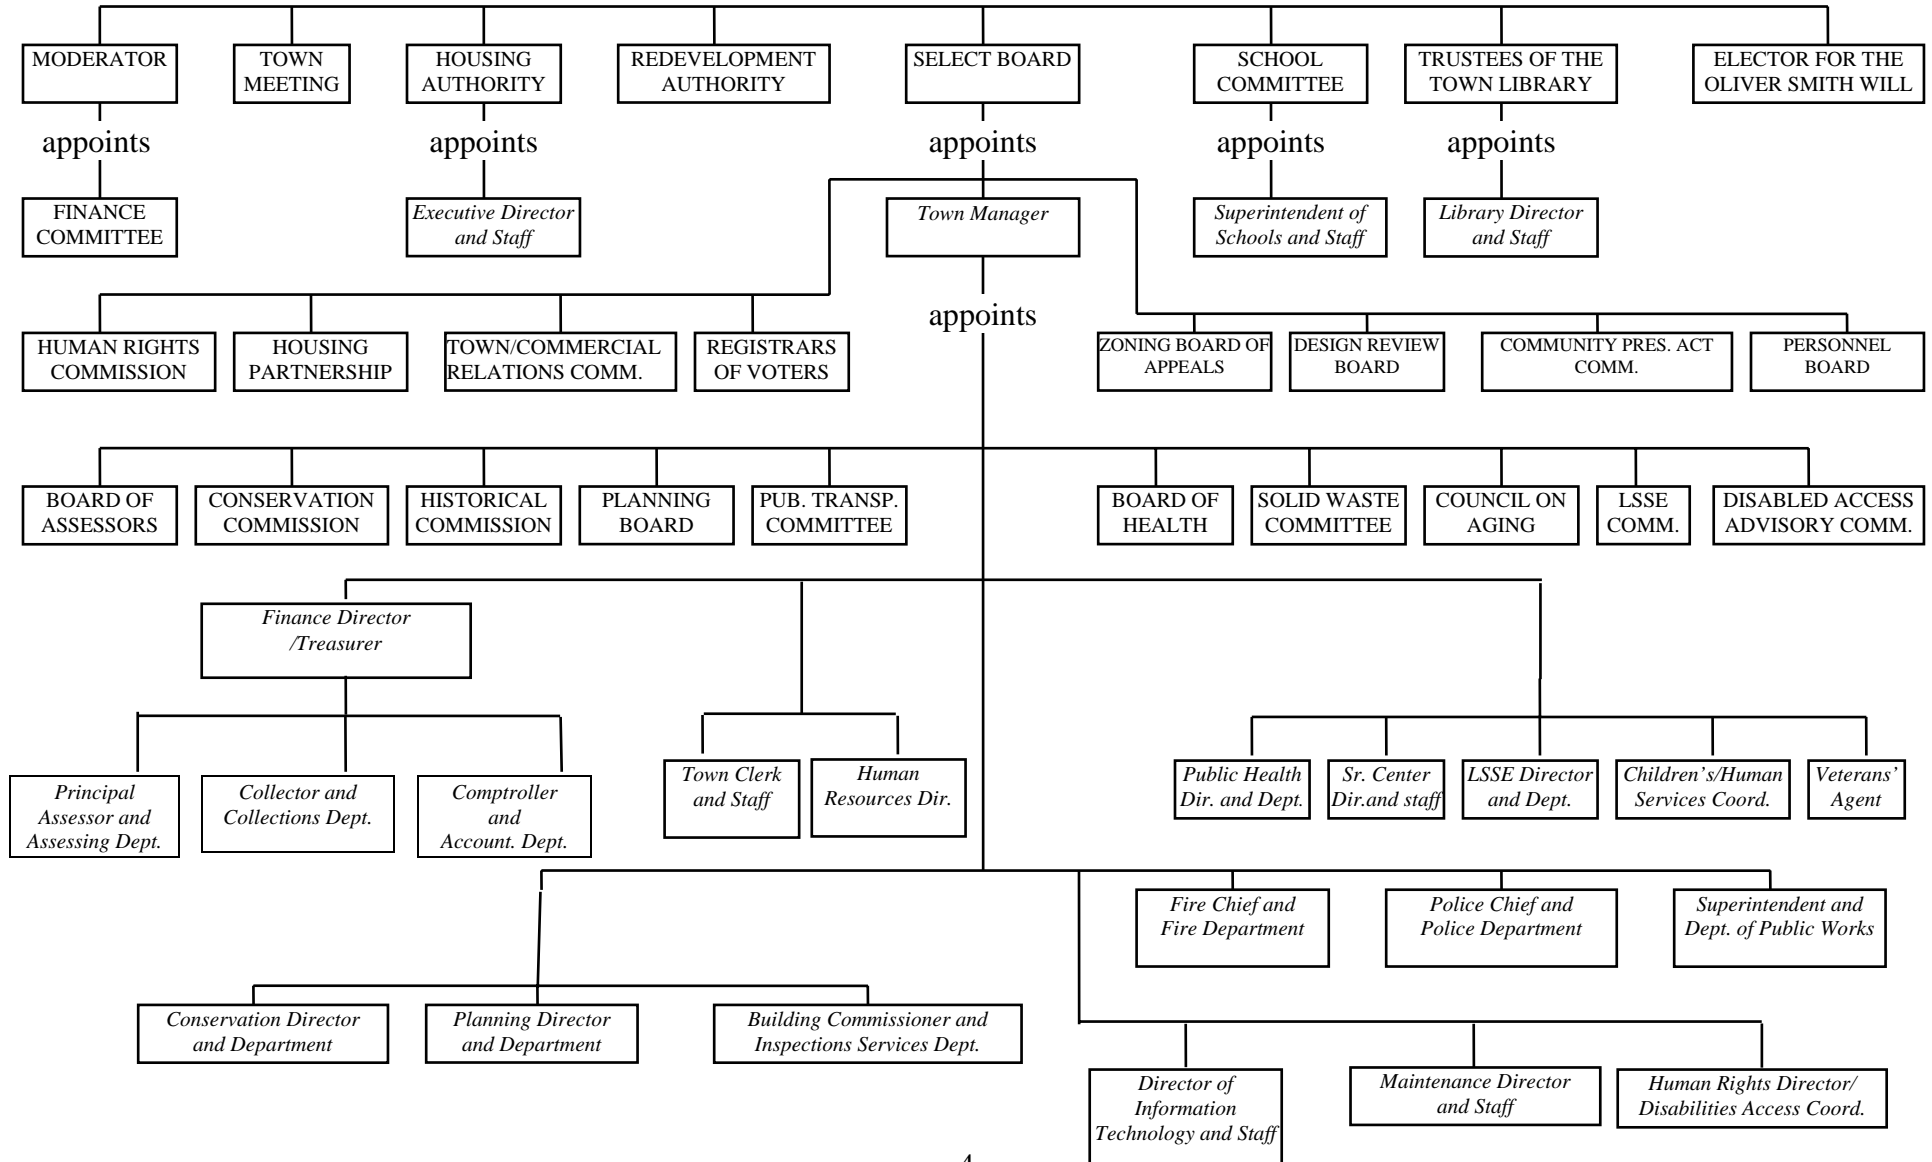 MODERATOR
TOWN
MEETING
HOUSING
AUTHORITY
REDEVELOPMENT
AUTHORITY
SELECT BOARD
SCHOOL
COMMITTEE
TRUSTEES OF THE
TOWN LIBRARY
ELECTOR FOR THE
OLIVER SMITH WILL
appoints
appoints
appoints
appoints
appoints
FINANCE
COMMITTEE
Executive Director
and Staff
Town Manager
Superintendent of
Schools and Staff
Library Director
and Staff
appoints
HUMAN RIGHTS
COMMISSION
HOUSING
PARTNERSHIP
TOWN/COMMERCIAL
RELATIONS COMM.
REGISTRARS
OF VOTERS
ZONING BOARD OF
APPEALS
DESIGN REVIEW
BOARD
COMMUNITY PRES. ACT
COMM.
PERSONNEL
BOARD
BOARD OF
ASSESSORS
CONSERVATION
COMMISSION
HISTORICAL
COMMISSION
PLANNING
BOARD
PUB. TRANSP.
COMMITTEE
BOARD OF
HEALTH
SOLID WASTE
COMMITTEE
COUNCIL ON
AGING
LSSE
COMM.
DISABLED ACCESS
ADVISORY COMM.
Finance Director
/Treasurer
Principal
Assessor and
Assessing Dept.
Collector and
Collections Dept.
Comptroller
and
Account. Dept.
Town Clerk
and Staff
Human
Resources Dir.
Public Health
Dir. and Dept.
Sr. Center
Dir.and staff
LSSE Director
and Dept.
Children's/Human
Services Coord.
Veterans'
Agent
Fire Chief and
Fire Department
Police Chief and
Police Department
Superintendent and
Dept. of Public Works
Conservation Director
and Department
Planning Director
and Department
Building Commissioner and
Inspections Services Dept.
Director of
Information
Technology and Staff
Maintenance Director
and Staff
Human Rights Director/
Disabilities Access Coord.
4